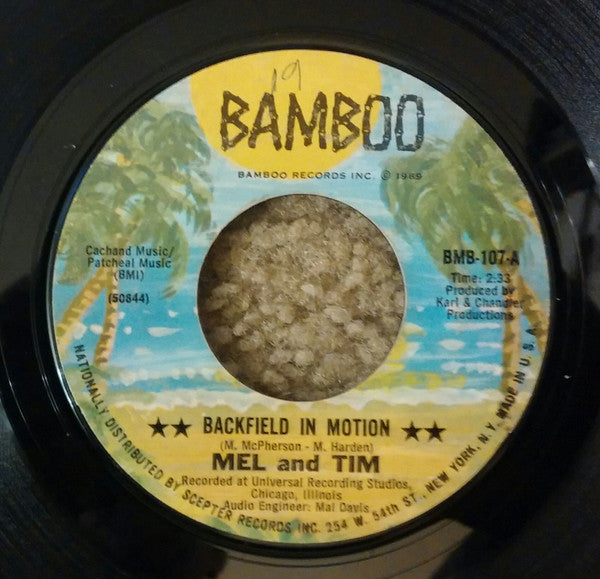 19
BAMBOO
BAMBOO RECORDS INC. © 1969
Cachand Music/
Patcheal Music
(BMI)
(50844)
BMB-107-A
Time: 2:33
Produced by
Karl & Chandler
Productions
★★ BACKFIELD IN MOTION ★★
(M. McPherson - M. Harden)
MEL and TIM
Recorded at Universal Recording Studios,
Chicago, Illinois
Audio Engineer: Mal Davis
NATIONALLY DISTRIBUTED BY SCEPTER RECORDS INC. 254 W. 54th ST., NEW YORK, N.Y. MADE IN U.S.A.